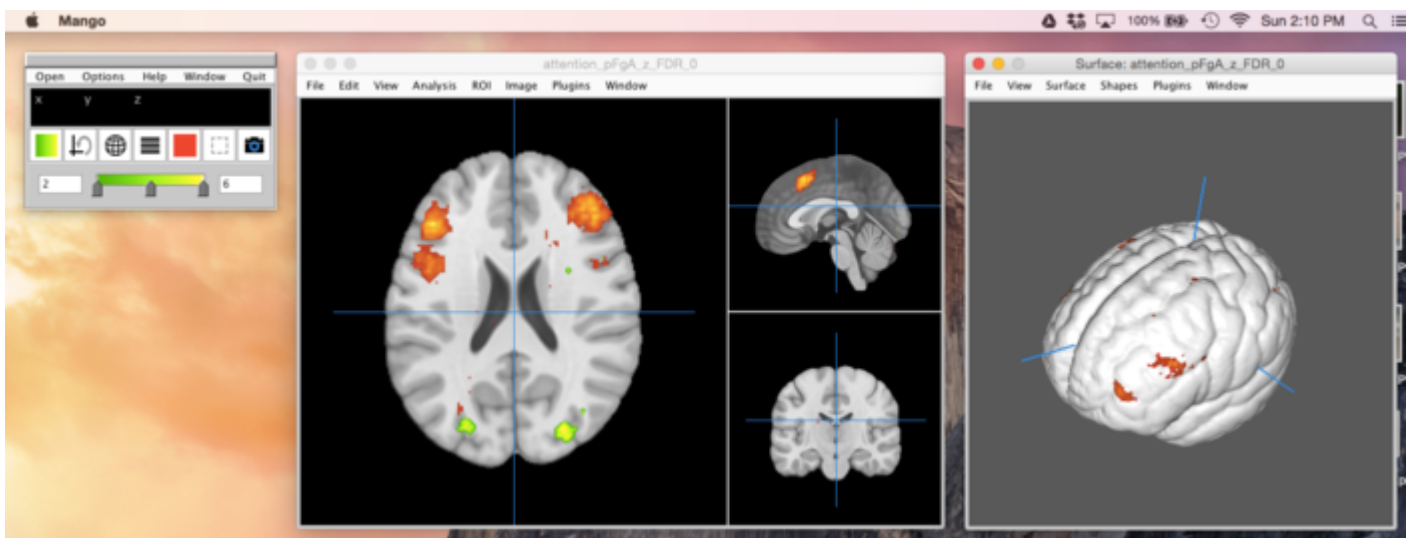 Mango 100% Sun 2:10 PM
Open Options Help Window Quit
x y z
2 6
attention_pFgA_z_FDR_0
File Edit View Analysis ROI Image Plugins Window
Surface: attention_pFgA_z_FDR_0
File View Surface Shapes Plugins Window